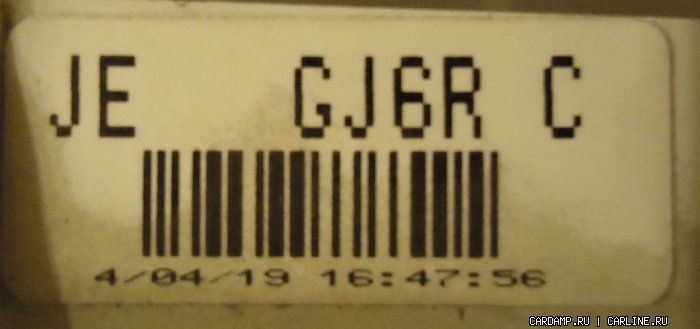 JE GJ6R C
4/04/19 16:47:56
CARDAMP.RU | CARLINE.RU